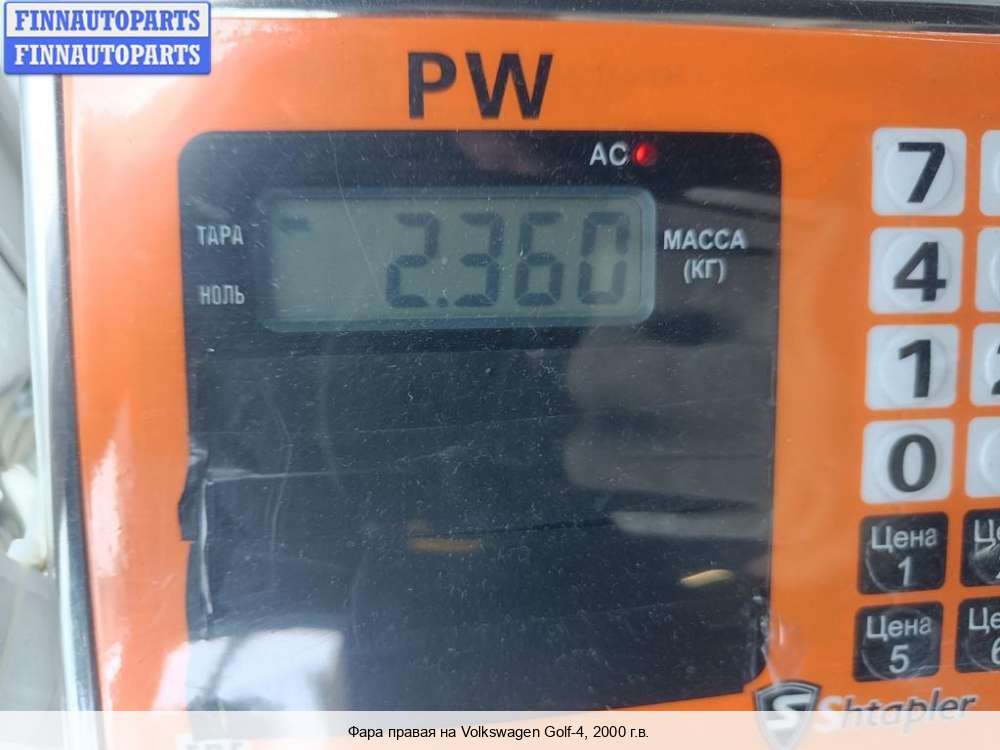 FINNAUTOPARTS
FINNAUTOPARTS
PW
AC
ТАРА
2.360
МАССА
(КГ)
НОЛЬ
7
4
1
0
Цена
1
Цена
5
Shtapler
Фара правая на Volkswagen Golf-4, 2000 г.в.